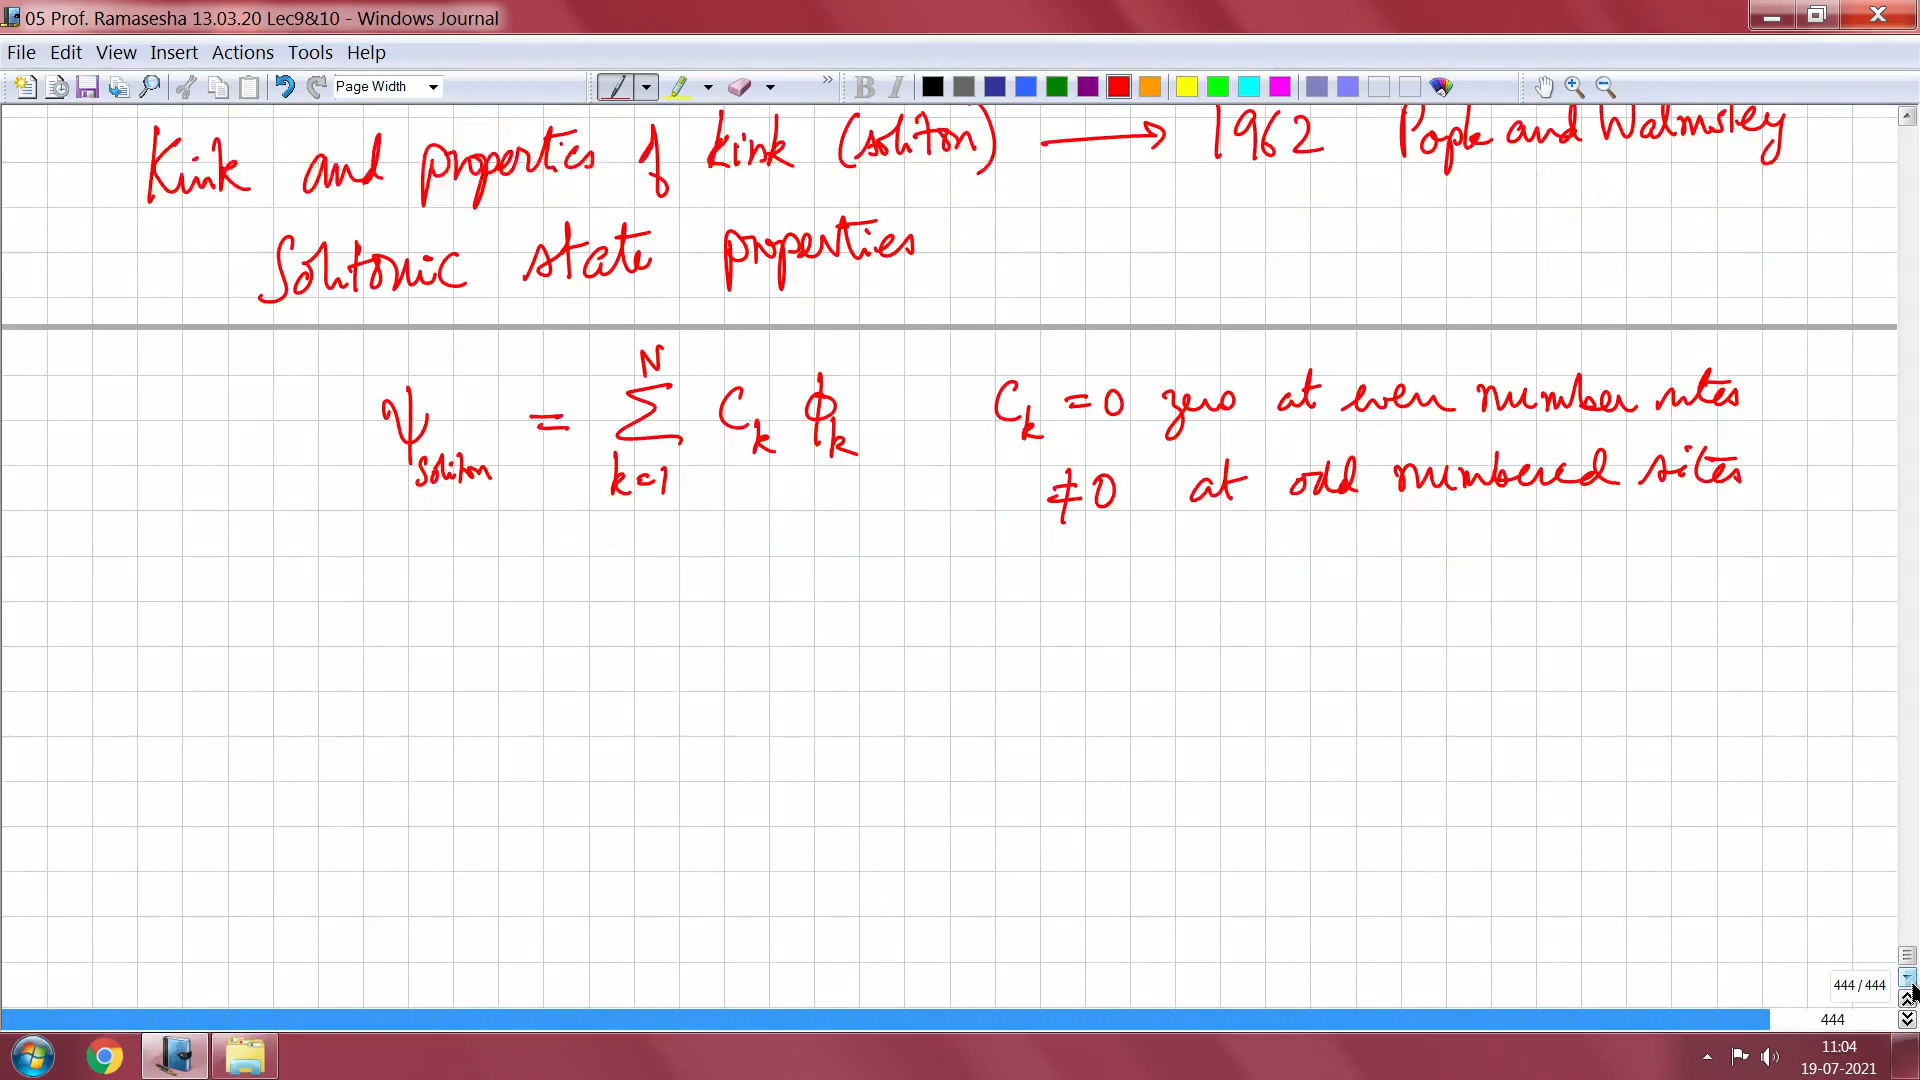 05 Prof. Ramasesha 13.03.20 Lec9&10 - Windows Journal
File Edit View Insert Actions Tools Help
Page Width B I
Kink and properties of kink (soliton) ⟶ 1962 Pople and Walmsley
Solitonic state properties
ψ_soliton = Σ_{k=1}^{N} C_k ϕ_k C_k = 0 zero at even number sites
≠ 0 at odd numbered sites
444 / 444
444
11:04
19-07-2021